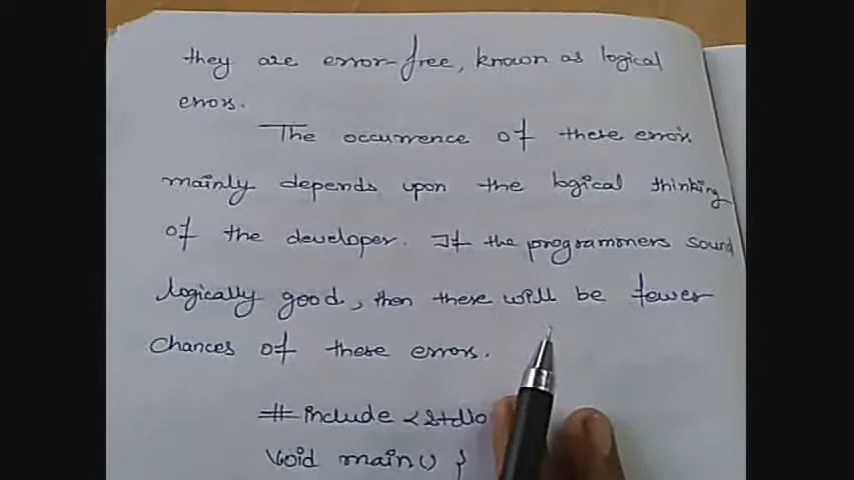 they are error-free, known as logical
errors.
The occurrence of these errors
mainly depends upon the logical thinking
of the developer. If the programmers sound
logically good, then there will be fewer
chances of these errors.
# include <stdio
Void main() {